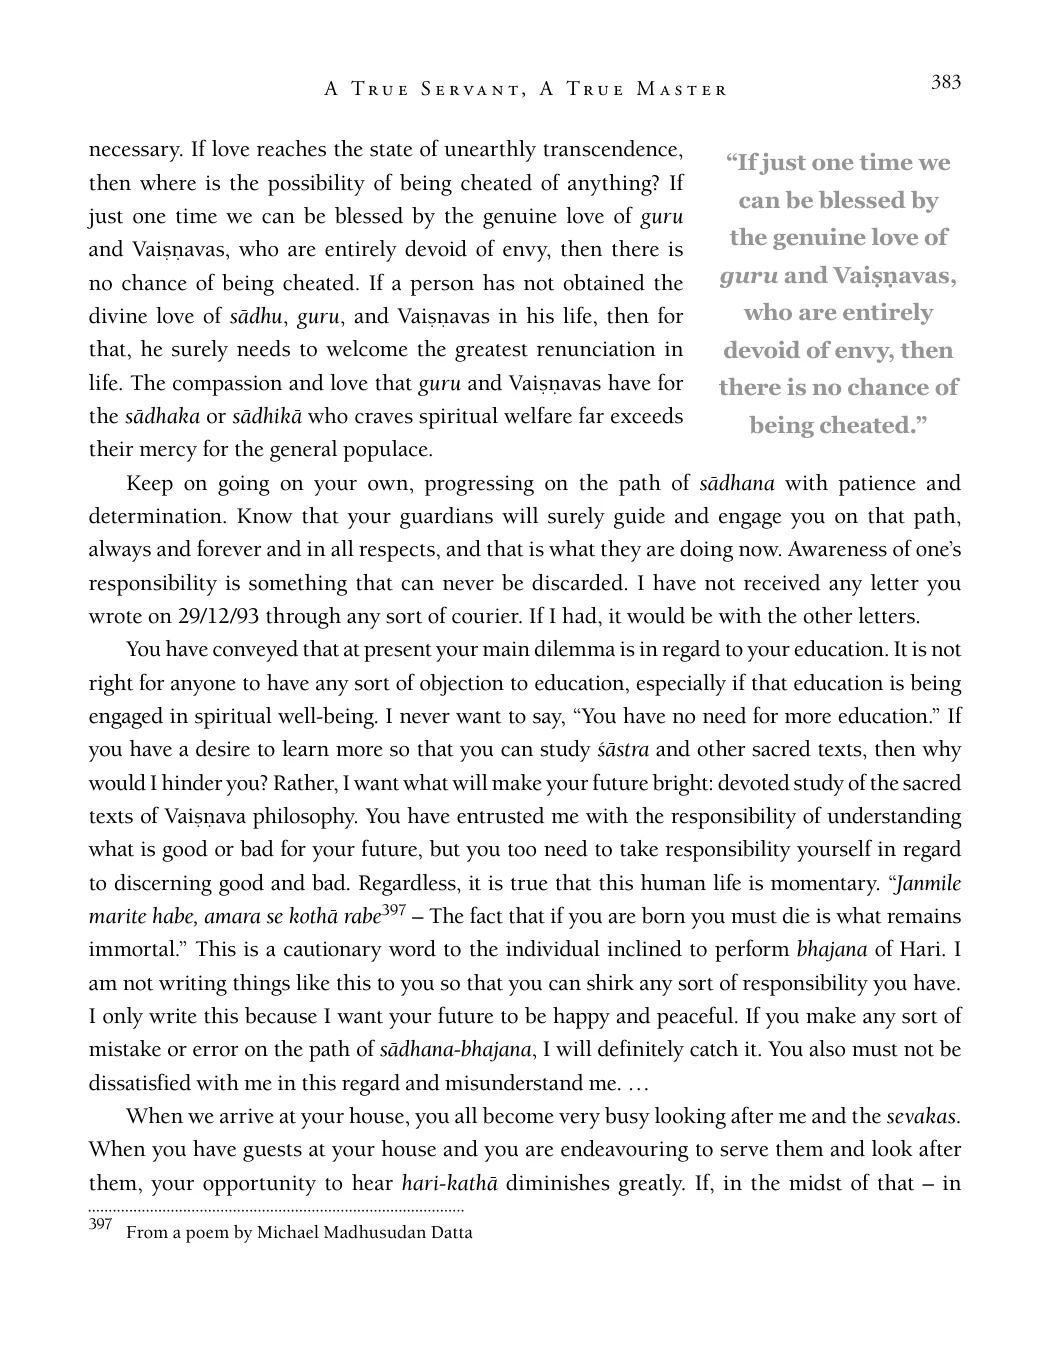 A True Servant, A True Master
383
necessary. If love reaches the state of unearthly transcendence,
then where is the possibility of being cheated of anything? If
just one time we can be blessed by the genuine love of guru
and Vaiṣṇavas, who are entirely devoid of envy, then there is
no chance of being cheated. If a person has not obtained the
divine love of sādhu, guru, and Vaiṣṇavas in his life, then for
that, he surely needs to welcome the greatest renunciation in
life. The compassion and love that guru and Vaiṣṇavas have for
the sādhaka or sādhikā who craves spiritual welfare far exceeds
their mercy for the general populace.
“If just one time we
can be blessed by
the genuine love of
guru and Vaiṣṇavas,
who are entirely
devoid of envy, then
there is no chance of
being cheated.”
Keep on going on your own, progressing on the path of sādhana with patience and
determination. Know that your guardians will surely guide and engage you on that path,
always and forever and in all respects, and that is what they are doing now. Awareness of one’s
responsibility is something that can never be discarded. I have not received any letter you
wrote on 29/12/93 through any sort of courier. If I had, it would be with the other letters.
You have conveyed that at present your main dilemma is in regard to your education. It is not
right for anyone to have any sort of objection to education, especially if that education is being
engaged in spiritual well-being. I never want to say, “You have no need for more education.” If
you have a desire to learn more so that you can study śāstra and other sacred texts, then why
would I hinder you? Rather, I want what will make your future bright: devoted study of the sacred
texts of Vaiṣṇava philosophy. You have entrusted me with the responsibility of understanding
what is good or bad for your future, but you too need to take responsibility yourself in regard
to discerning good and bad. Regardless, it is true that this human life is momentary. “Janmile
marite habe, amara se kothā rabe397 – The fact that if you are born you must die is what remains
immortal.” This is a cautionary word to the individual inclined to perform bhajana of Hari. I
am not writing things like this to you so that you can shirk any sort of responsibility you have.
I only write this because I want your future to be happy and peaceful. If you make any sort of
mistake or error on the path of sādhana-bhajana, I will definitely catch it. You also must not be
dissatisfied with me in this regard and misunderstand me. …
When we arrive at your house, you all become very busy looking after me and the sevakas.
When you have guests at your house and you are endeavouring to serve them and look after
them, your opportunity to hear hari-kathā diminishes greatly. If, in the midst of that – in
397 From a poem by Michael Madhusudan Datta